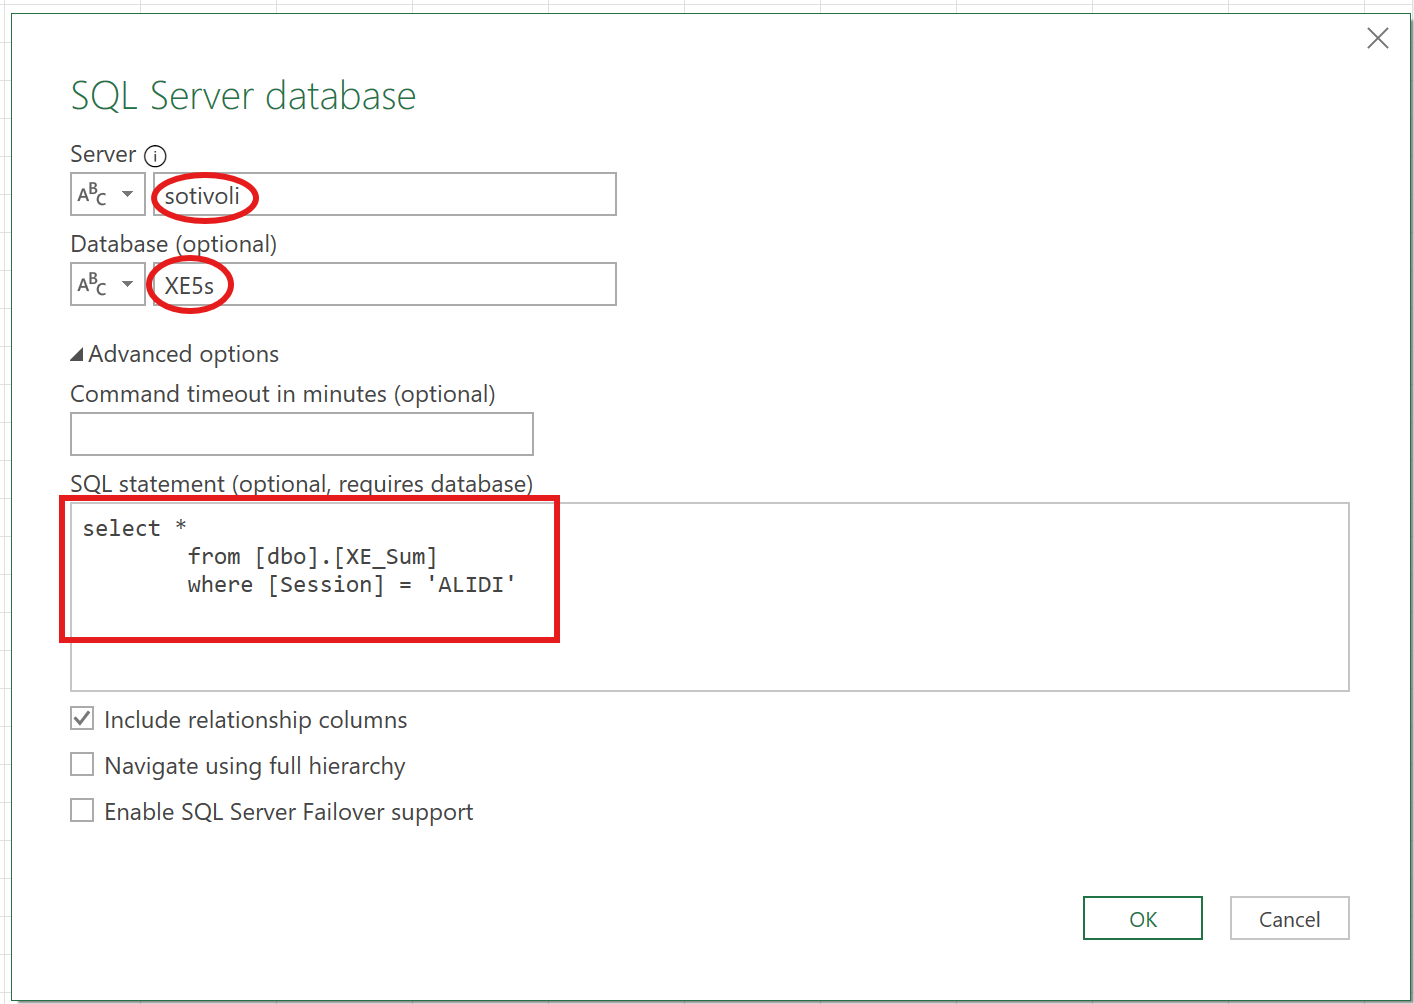 SQL Server database
Server i
ABC sotivoli
Database (optional)
ABC XE5s
Advanced options
Command timeout in minutes (optional)
SQL statement (optional, requires database)
select *
from [dbo].[XE_Sum]
where [Session] = 'ALIDI'
Include relationship columns
Navigate using full hierarchy
Enable SQL Server Failover support
OK Cancel